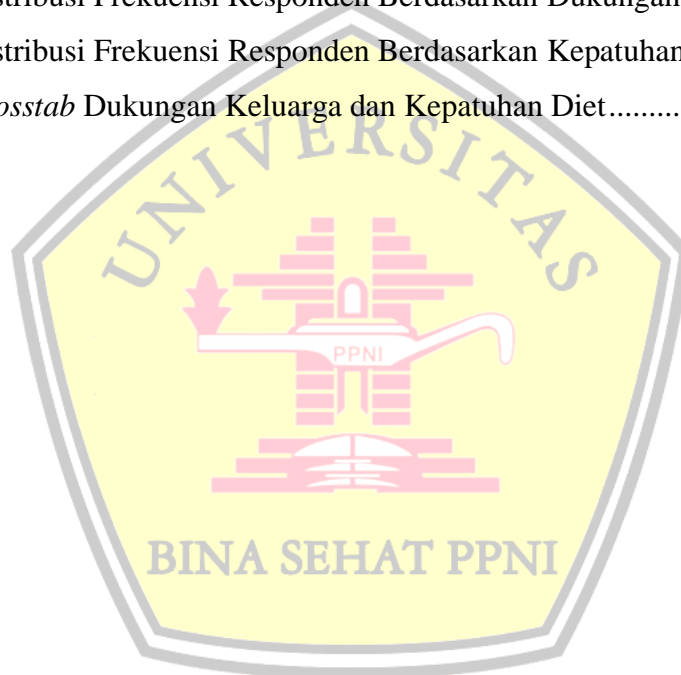 stribusi Frekuensi Responden Berdasarkan Dukungan
stribusi Frekuensi Responden Berdasarkan Kepatuhan
osstab Dukungan Keluarga dan Kepatuhan Diet.........
UNIVERSITAS
PPNI
BINA SEHAT PPNI